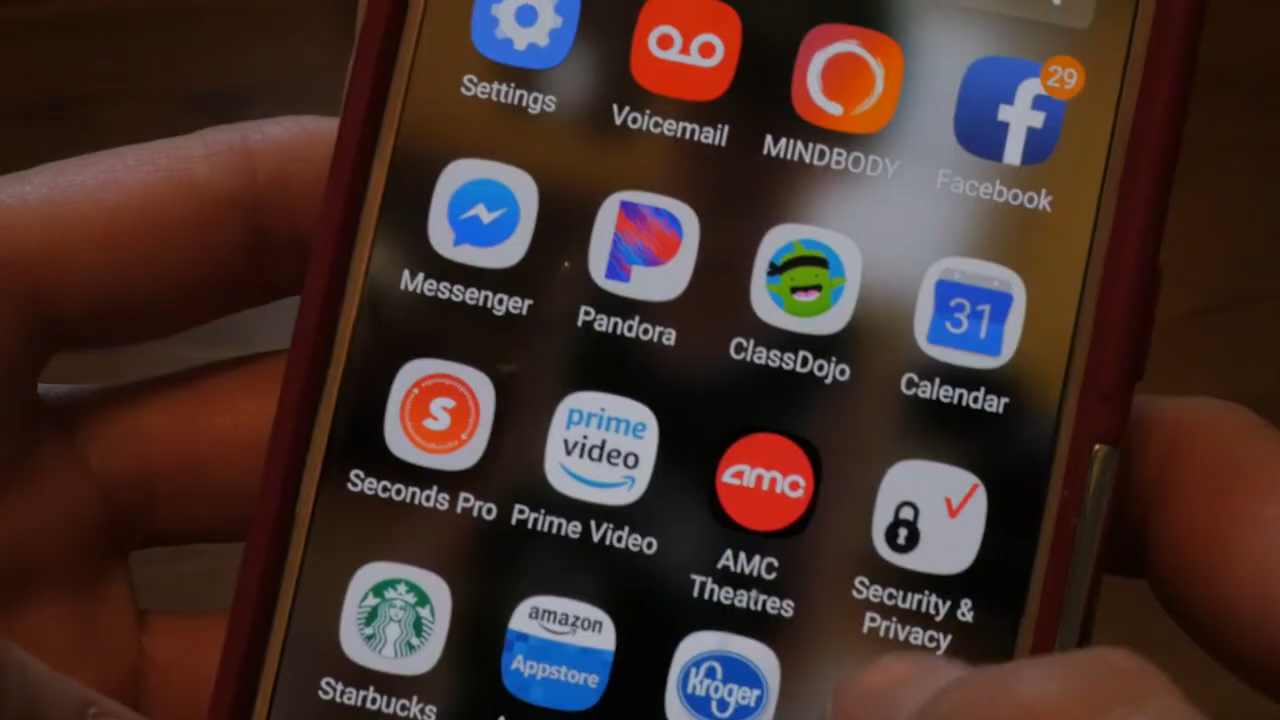 Settings
Voicemail
MINDBODY
29
f
Facebook
Messenger
P
Pandora
ClassDojo
31
Calendar
S
Seconds Pro
prime
video
Prime Video
amc
AMC
Theatres
Security &
Privacy
Starbucks
amazon
Appstore
Kroger